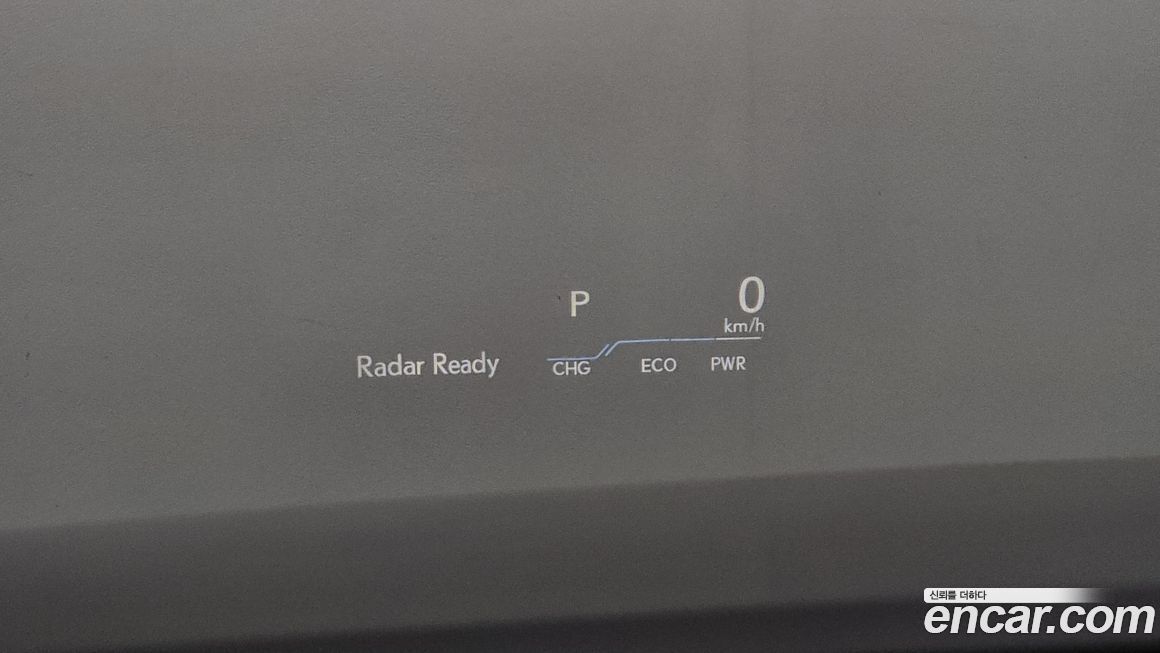 P
0
km/h
Radar Ready
CHG ECO PWR
신뢰를 더하다
encar.com